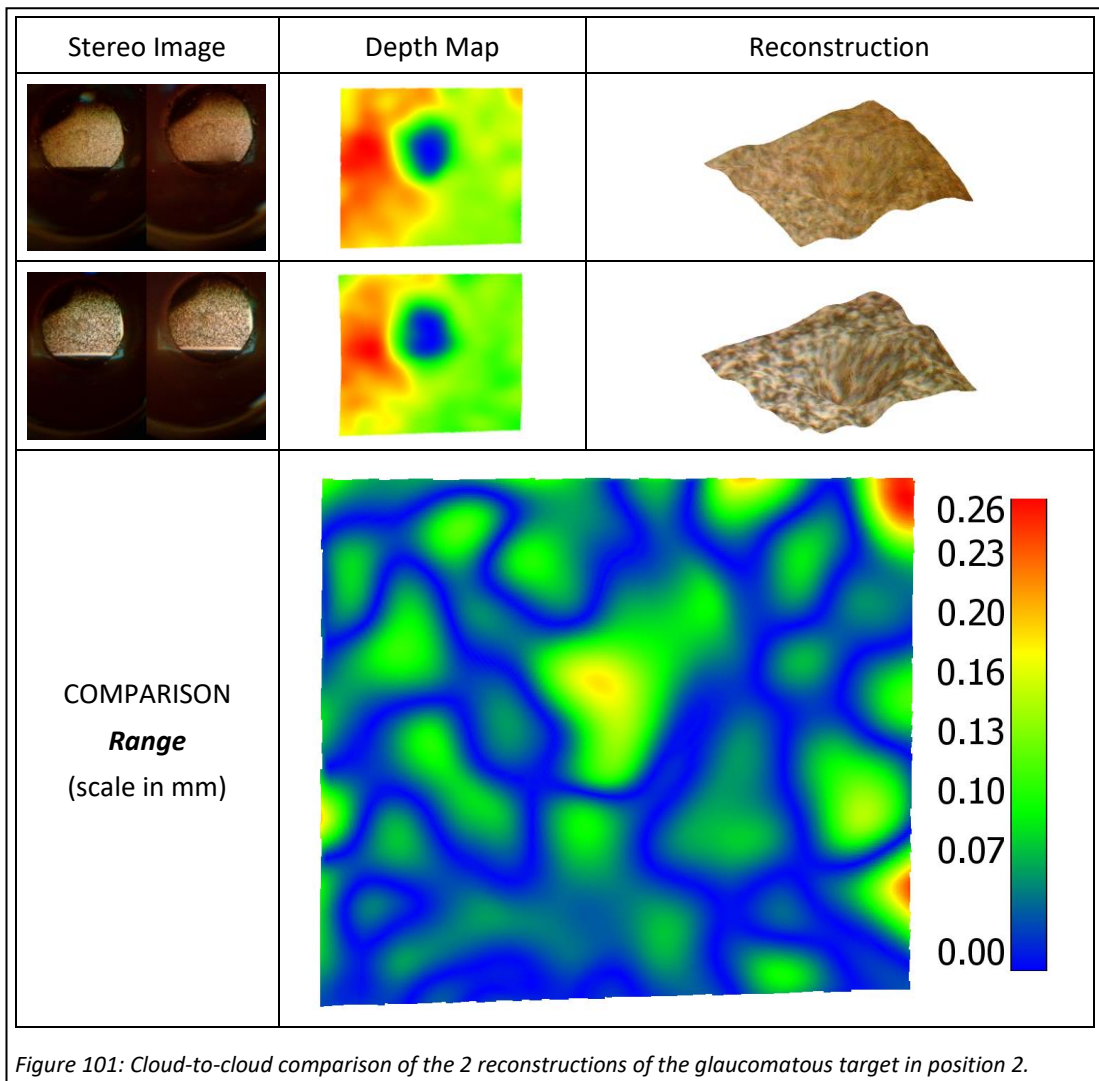 Stereo Image
Depth Map
Reconstruction
COMPARISON
Range
(scale in mm)
0.26
0.23
0.20
0.16
0.13
0.10
0.07
0.00
Figure 101: Cloud-to-cloud comparison of the 2 reconstructions of the glaucomatous target in position 2.